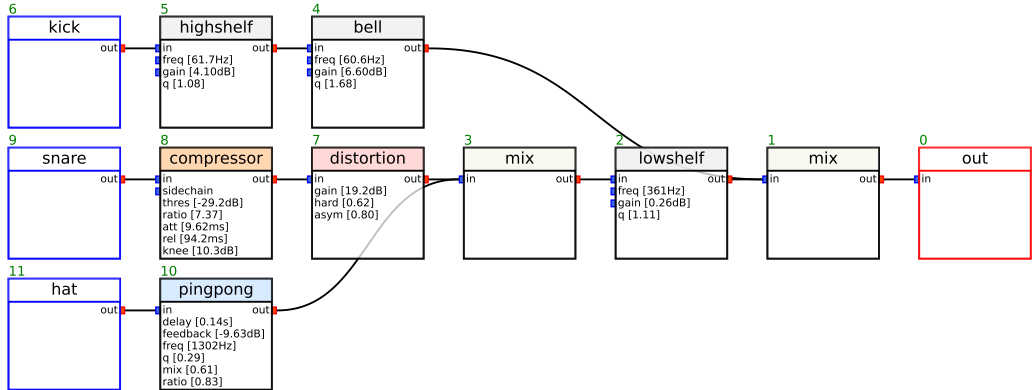 6
kick
out
5
highshelf
in out
freq [61.7Hz]
gain [4.10dB]
q [1.08]
4
bell
in out
freq [60.6Hz]
gain [6.60dB]
q [1.68]
9
snare
out
8
compressor
in out
sidechain
thres [-29.2dB]
ratio [7.37]
att [9.62ms]
rel [94.2ms]
knee [10.3dB]
7
distortion
in out
gain [19.2dB]
hard [0.62]
asym [0.80]
3
mix
in out
2
lowshelf
in out
freq [361Hz]
gain [0.26dB]
q [1.11]
1
mix
in out
0
out
in
11
hat
out
10
pingpong
in out
delay [0.14s]
feedback [-9.63dB]
freq [1302Hz]
q [0.29]
mix [0.61]
ratio [0.83]